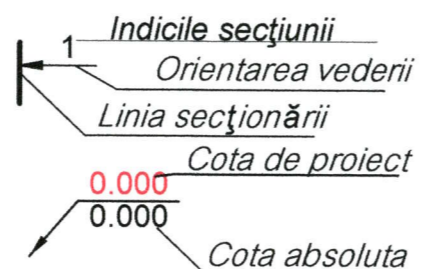 Indicile secţiunii
1
Orientarea vederii
Linia secţionării
Cota de proiect
0.000
0.000
Cota absoluta